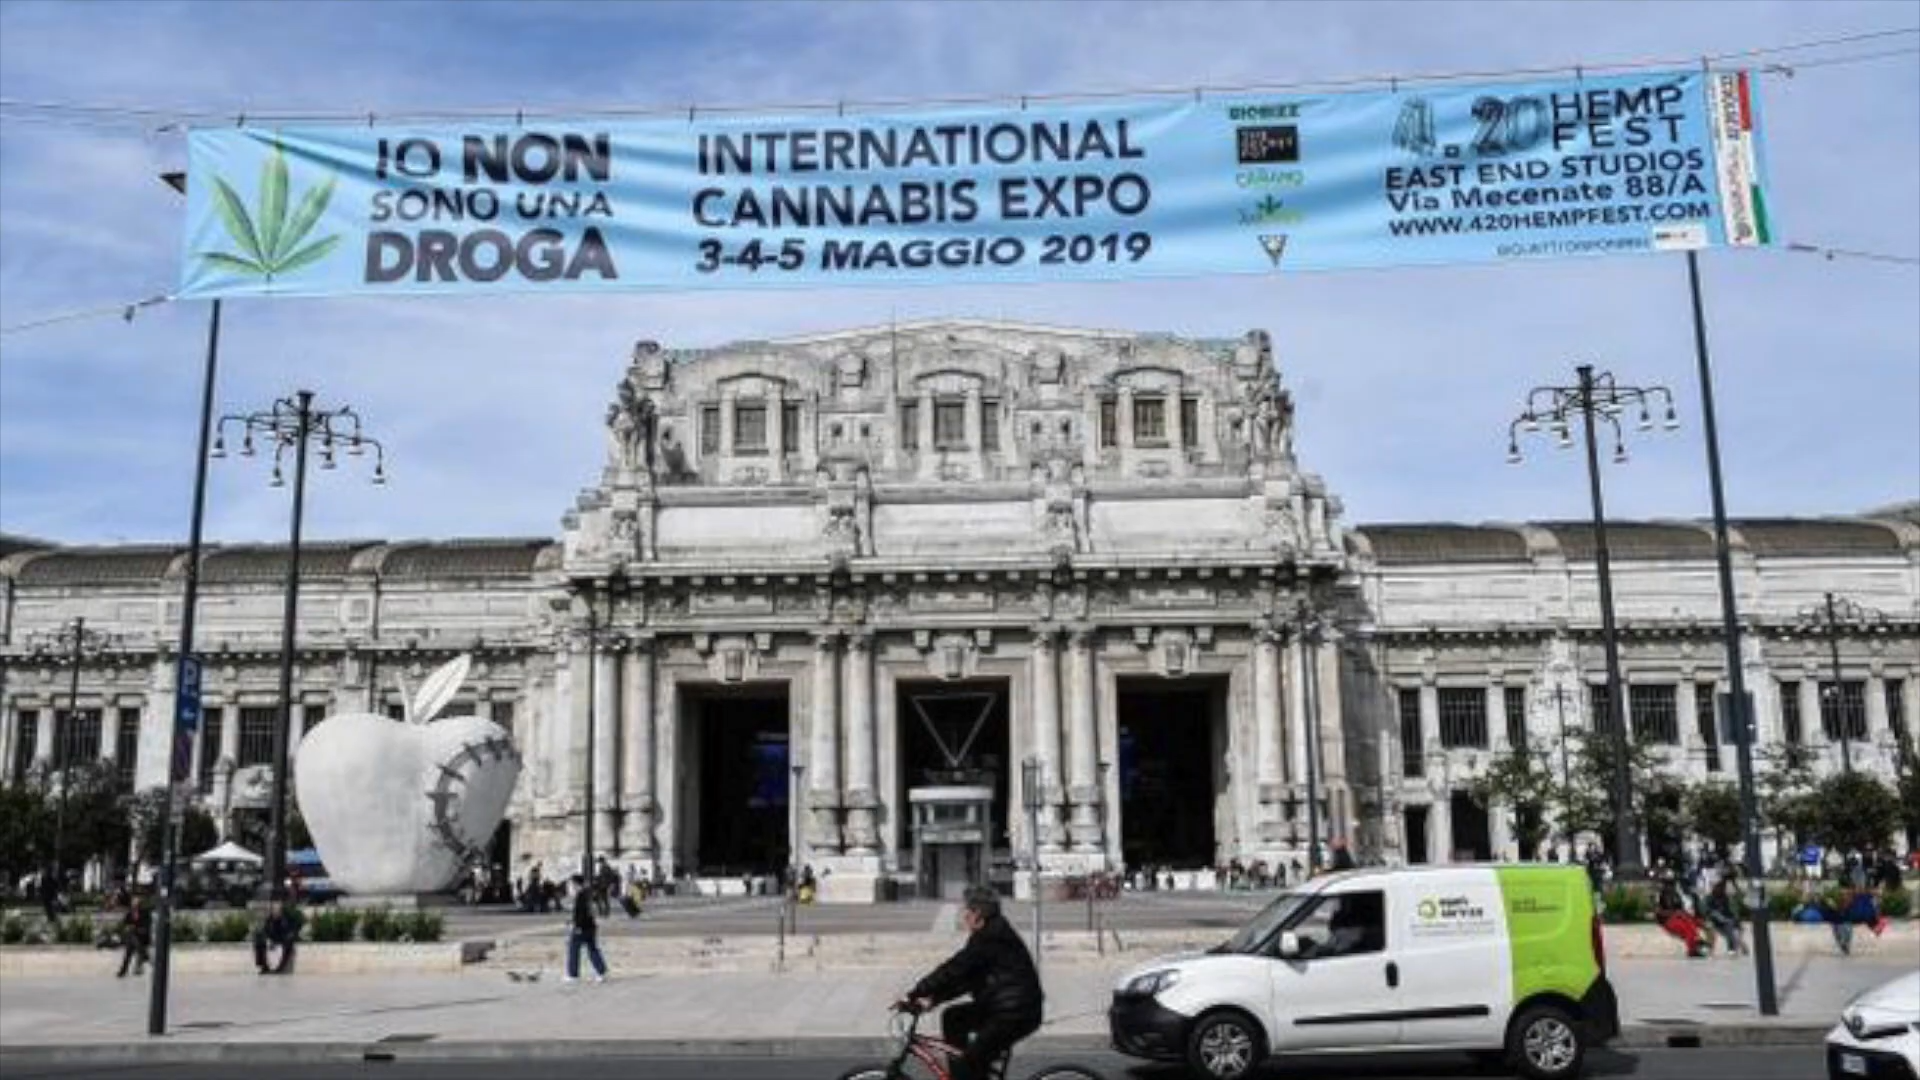 IO NON
SONO UNA
DROGA
INTERNATIONAL
CANNABIS EXPO
3-4-5 MAGGIO 2019
BIOBIZZ
4.20 HEMP
FEST
EAST END STUDIOS
Via Mecenate 88/A
WWW.420HEMPFEST.COM
P